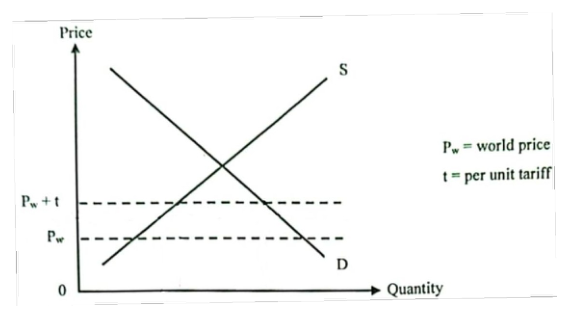 Price
S
P_w = world price
t = per unit tariff
P_w + t
P_w
D
0
Quantity